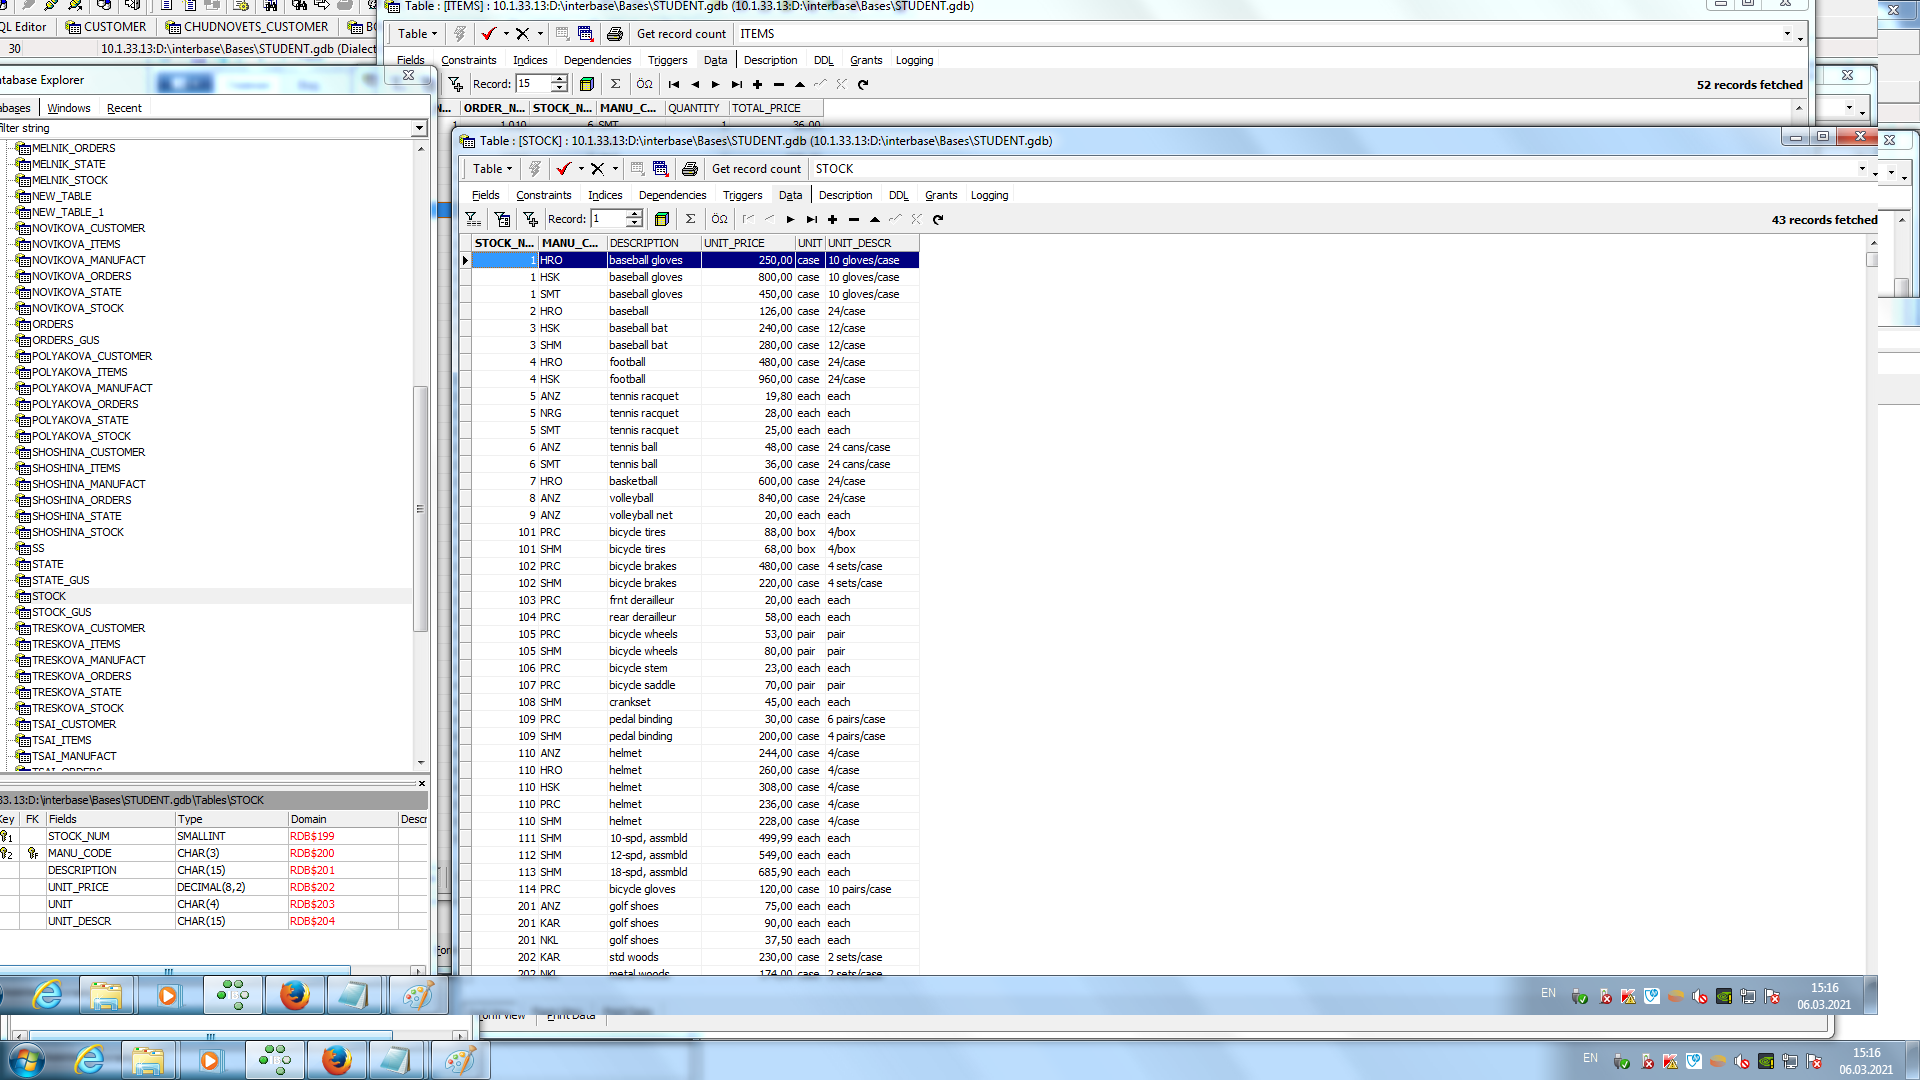 Table : [ITEMS] : 10.1.33.13:D:\interbase\Bases\STUDENT.gdb (10.1.33.13:D:\interbase\Bases\STUDENT.gdb)
QL Editor CUSTOMER CHUDNOVETS_CUSTOMER
30 10.1.33.13:D:\interbase\Bases\STUDENT.gdb (Dialect
Table Get record count ITEMS
Fields Constraints Indices Dependencies Triggers Data Description DDL Grants Logging
Record: 15 Σ ÖΩ 52 records fetched
ORDER_N... STOCK_N... MANU_C... QUANTITY TOTAL_PRICE
Database Explorer
Databases Windows Recent
filter string
MELNIK_ORDERS
MELNIK_STATE
MELNIK_STOCK
NEW_TABLE
NEW_TABLE_1
NOVIKOVA_CUSTOMER
NOVIKOVA_ITEMS
NOVIKOVA_MANUFACT
NOVIKOVA_ORDERS
NOVIKOVA_STATE
NOVIKOVA_STOCK
ORDERS
ORDERS_GUS
POLYAKOVA_CUSTOMER
POLYAKOVA_ITEMS
POLYAKOVA_MANUFACT
POLYAKOVA_ORDERS
POLYAKOVA_STATE
POLYAKOVA_STOCK
SHOSHINA_CUSTOMER
SHOSHINA_ITEMS
SHOSHINA_MANUFACT
SHOSHINA_ORDERS
SHOSHINA_STATE
SHOSHINA_STOCK
SS
STATE
STATE_GUS
STOCK
STOCK_GUS
TRESKOVA_CUSTOMER
TRESKOVA_ITEMS
TRESKOVA_MANUFACT
TRESKOVA_ORDERS
TRESKOVA_STATE
TRESKOVA_STOCK
TSAI_CUSTOMER
TSAI_ITEMS
TSAI_MANUFACT
TSAI_ORDERS
33.13:D:\interbase\Bases\STUDENT.gdb\Tables\STOCK
Key FK Fields Type Domain Descr
1 STOCK_NUM SMALLINT RDB$199
2 MANU_CODE CHAR(3) RDB$200
DESCRIPTION CHAR(15) RDB$201
UNIT_PRICE DECIMAL(8,2) RDB$202
UNIT CHAR(4) RDB$203
UNIT_DESCR CHAR(15) RDB$204
Table : [STOCK] : 10.1.33.13:D:\interbase\Bases\STUDENT.gdb (10.1.33.13:D:\interbase\Bases\STUDENT.gdb)
Table Get record count STOCK
Fields Constraints Indices Dependencies Triggers Data Description DDL Grants Logging
Record: 1 Σ ÖΩ 43 records fetched
STOCK_N... MANU_C... DESCRIPTION UNIT_PRICE UNIT UNIT_DESCR
1 HRO baseball gloves 250,00 case 10 gloves/case
1 HSK baseball gloves 800,00 case 10 gloves/case
1 SMT baseball gloves 450,00 case 10 gloves/case
2 HRO baseball 126,00 case 24/case
3 HSK baseball bat 240,00 case 12/case
3 SHM baseball bat 280,00 case 12/case
4 HRO football 480,00 case 24/case
4 HSK football 960,00 case 24/case
5 ANZ tennis racquet 19,80 each each
5 NRG tennis racquet 28,00 each each
5 SMT tennis racquet 25,00 each each
6 ANZ tennis ball 48,00 case 24 cans/case
6 SMT tennis ball 36,00 case 24 cans/case
7 HRO basketball 600,00 case 24/case
8 ANZ volleyball 840,00 case 24/case
9 ANZ volleyball net 20,00 each each
101 PRC bicycle tires 88,00 box 4/box
101 SHM bicycle tires 68,00 box 4/box
102 PRC bicycle brakes 480,00 case 4 sets/case
102 SHM bicycle brakes 220,00 case 4 sets/case
103 PRC frnt derailleur 20,00 each each
104 PRC rear derailleur 58,00 each each
105 PRC bicycle wheels 53,00 pair pair
105 SHM bicycle wheels 80,00 pair pair
106 PRC bicycle stem 23,00 each each
107 PRC bicycle saddle 70,00 pair pair
108 SHM crankset 45,00 each each
109 PRC pedal binding 30,00 case 6 pairs/case
109 SHM pedal binding 200,00 case 4 pairs/case
110 ANZ helmet 244,00 case 4/case
110 HRO helmet 260,00 case 4/case
110 HSK helmet 308,00 case 4/case
110 PRC helmet 236,00 case 4/case
110 SHM helmet 228,00 case 4/case
111 SHM 10-spd, assmbld 499,99 each each
112 SHM 12-spd, assmbld 549,00 each each
113 SHM 18-spd, assmbld 685,90 each each
114 PRC bicycle gloves 120,00 case 10 pairs/case
201 ANZ golf shoes 75,00 each each
201 KAR golf shoes 90,00 each each
201 NKL golf shoes 37,50 each each
202 KAR std woods 230,00 case 2 sets/case
202 NKL metal woods 174,00 case 2 sets/case
EN 15:16
06.03.2021
Form View Print Data
EN 15:16
06.03.2021